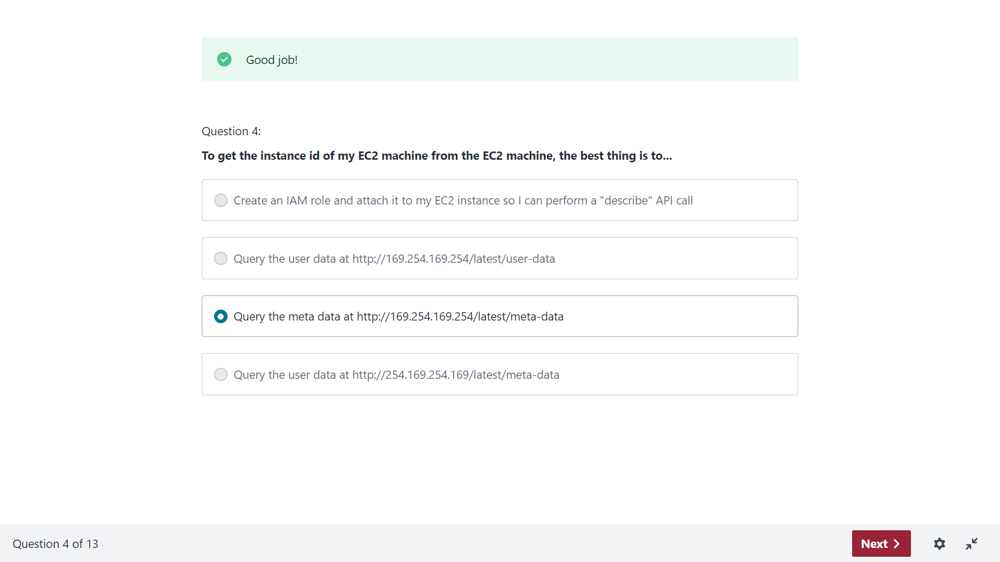 Good job!
Question 4:
To get the instance id of my EC2 machine from the EC2 machine, the best thing is to...
Create an IAM role and attach it to my EC2 instance so I can perform a "describe" API call
Query the user data at http://169.254.169.254/latest/user-data
Query the meta data at http://169.254.169.254/latest/meta-data
Query the user data at http://254.169.254.169/latest/meta-data
Question 4 of 13
Next